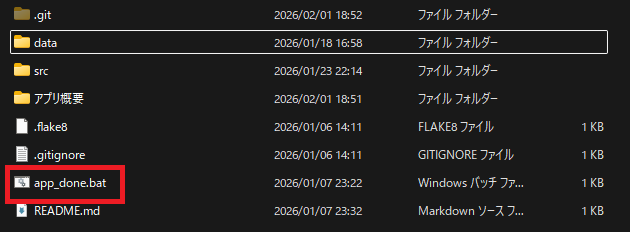 .git 2026/02/01 18:52 ファイル フォルダー
data 2026/01/18 16:58 ファイル フォルダー
src 2026/01/23 22:14 ファイル フォルダー
アプリ概要 2026/02/01 18:51 ファイル フォルダー
.flake8 2026/01/06 14:11 FLAKE8 ファイル 1 KB
.gitignore 2026/01/06 14:11 GITIGNORE ファイル 1 KB
app_done.bat 2026/01/07 23:22 Windows バッチ ファ... 1 KB
README.md 2026/01/07 23:22 Markdown ソース フ... 1 KB